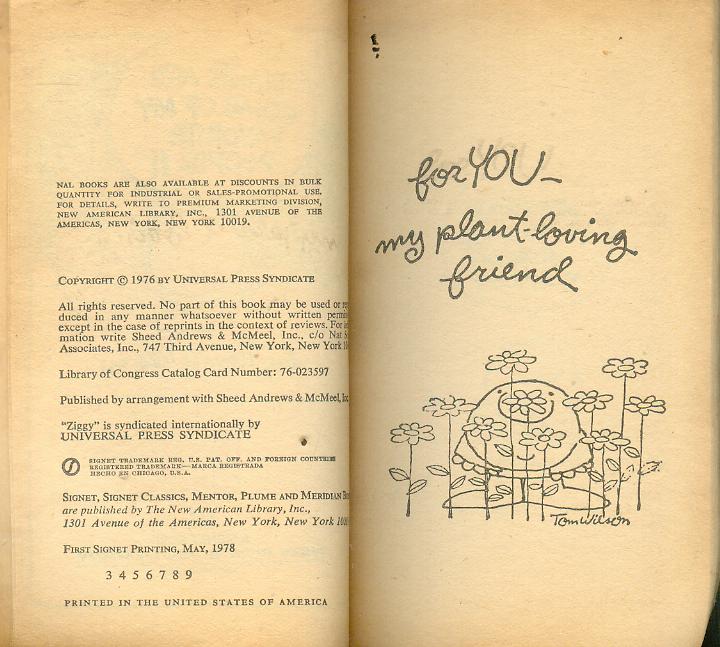 NAL BOOKS ARE ALSO AVAILABLE AT DISCOUNTS IN BULK
QUANTITY FOR INDUSTRIAL OR SALES-PROMOTIONAL USE.
FOR DETAILS, WRITE TO PREMIUM MARKETING DIVISION,
NEW AMERICAN LIBRARY, INC., 1301 AVENUE OF THE
AMERICAS, NEW YORK, NEW YORK 10019.
COPYRIGHT © 1976 BY UNIVERSAL PRESS SYNDICATE
All rights reserved. No part of this book may be used or
duced in any manner whatsoever without written
except in the case of reprints in the context of reviews. For
mation write Sheed Andrews & McMeel, Inc., c/o
Associates, Inc., 747 Third Avenue, New York, New York
Library of Congress Catalog Card Number: 76-023597
Published by arrangement with Sheed Andrews & McMeel,
"Ziggy" is syndicated internationally by
UNIVERSAL PRESS SYNDICATE
SIGNET TRADEMARK REG. U.S. PAT. OFF. AND FOREIGN COUNTRIES
REGISTERED TRADEMARK—MARCA REGISTRADA
HECHO EN CHICAGO, U.S.A.
SIGNET, SIGNET CLASSICS, MENTOR, PLUME AND MERIDIAN
are published by The New American Library, Inc.,
1301 Avenue of the Americas, New York, New York
FIRST SIGNET PRINTING, MAY, 1978
3 4 5 6 7 8 9
PRINTED IN THE UNITED STATES OF AMERICA
for YOU—
my plant-loving
friend
Tom Wilson